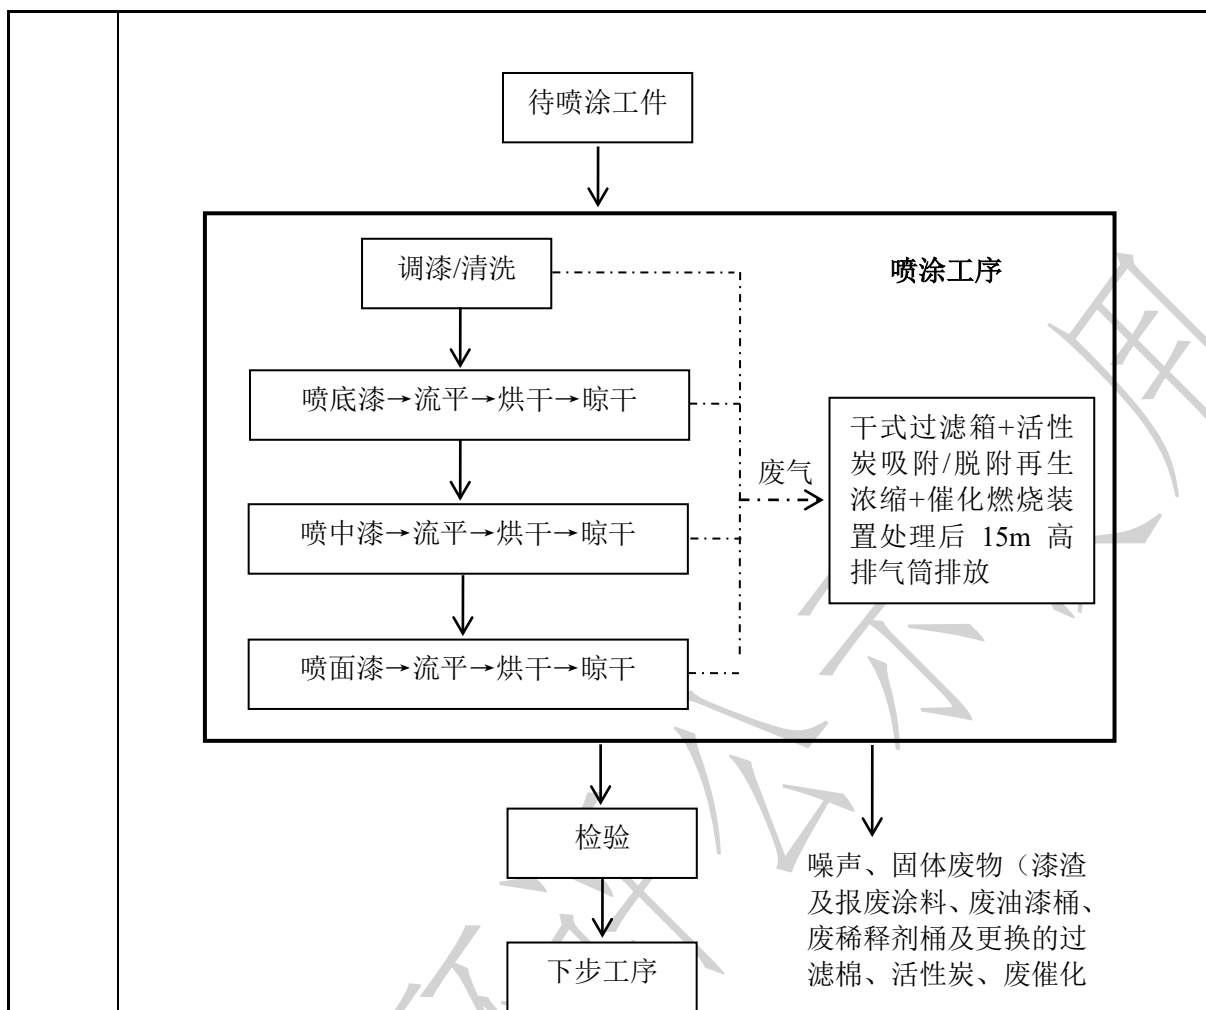 待喷涂工件
调漆/清洗
喷涂工序
喷底漆→流平→烘干→晾干
干式过滤箱+活性
炭吸附/脱附再生
浓缩+催化燃烧装
置处理后 15m 高
排气筒排放
废气
喷中漆→流平→烘干→晾干
喷面漆→流平→烘干→晾干
检验
噪声、固体废物（漆渣
及报废涂料、废油漆桶、
废稀释剂桶及更换的过
滤棉、活性炭、废催化
下步工序